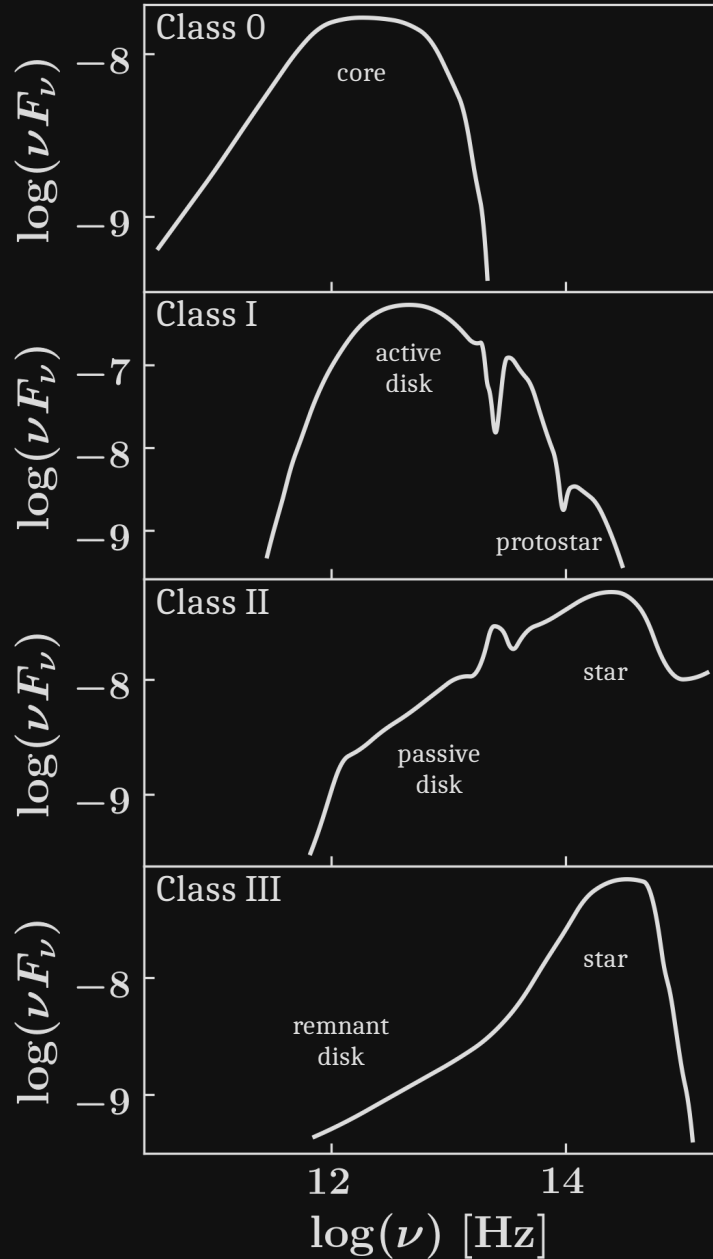 Class 0
core
−8
−9
log(νFν)
Class I
active
disk
protostar
−7
−8
−9
log(νFν)
Class II
star
passive
disk
−8
−9
log(νFν)
Class III
star
remnant
disk
−8
−9
log(νFν)
12 14
log(ν) [Hz]